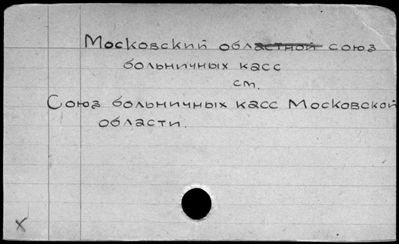 Московский областной союз
больничных касс
см.
Союз больничных касс Московской
области.
х